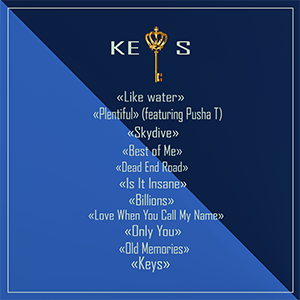 KEYS
«Like water»
«Plentiful» (featuring Pusha T)
«Skydive»
«Best of Me»
«Dead End Road»
«Is It Insane»
«Billions»
«Love When You Call My Name»
«Only You»
«Old Memories»
«Keys»